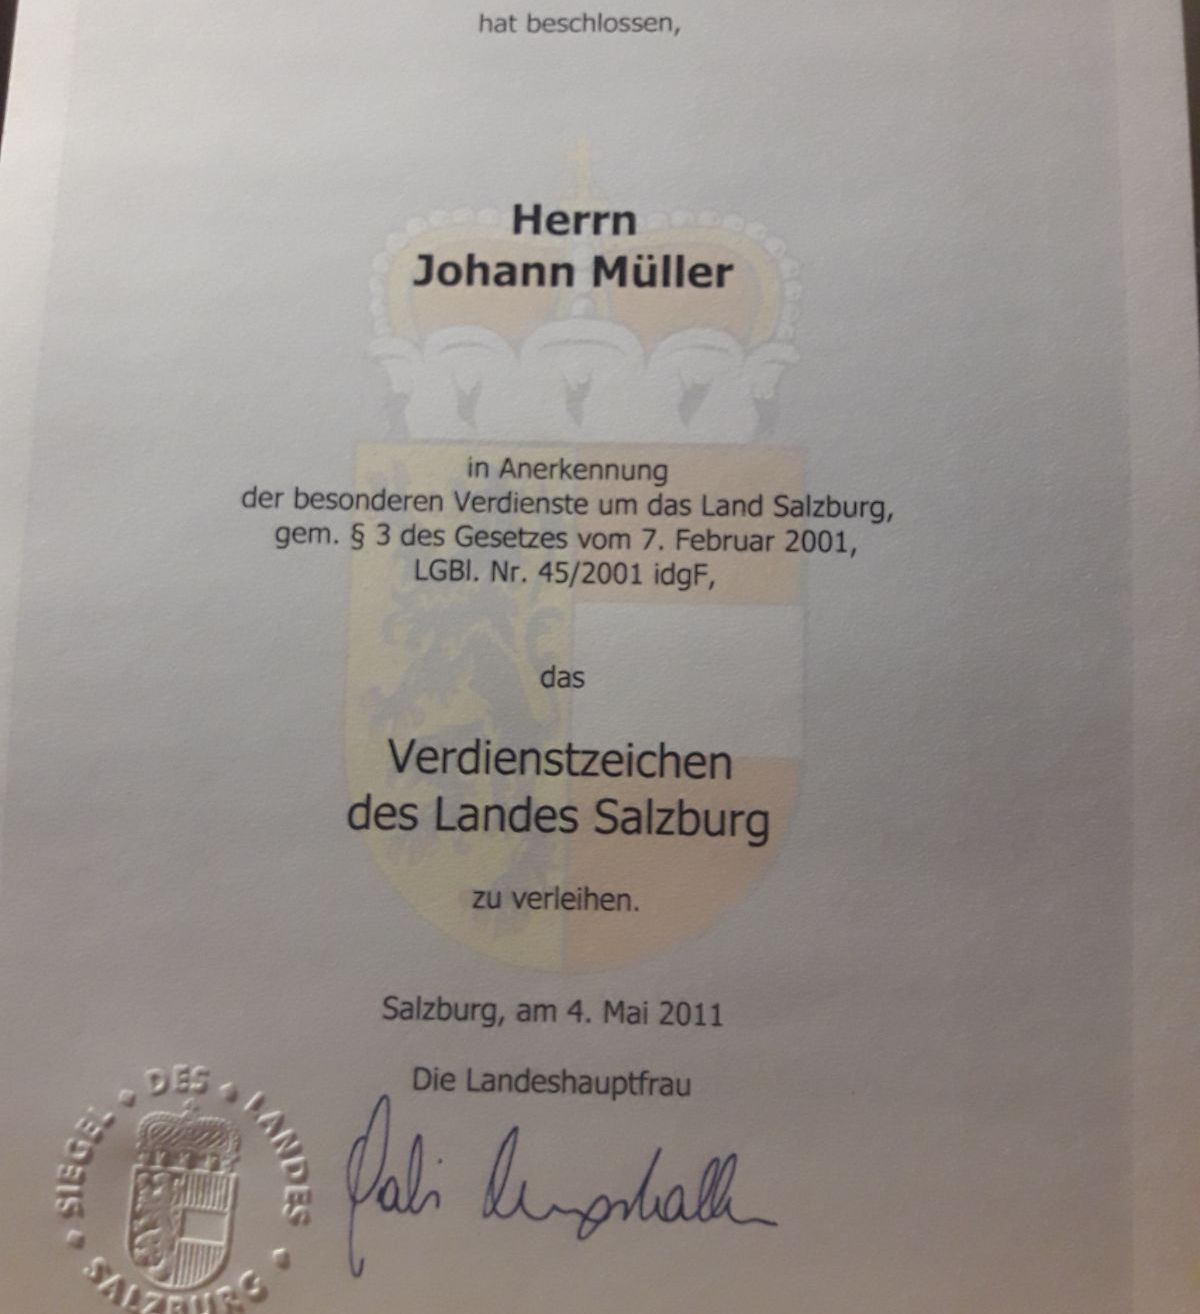 hat beschlossen,
Herrn
Johann Müller
in Anerkennung
der besonderen Verdienste um das Land Salzburg,
gem. § 3 des Gesetzes vom 7. Februar 2001,
LGBl. Nr. 45/2001 idgF,
das
Verdienstzeichen
des Landes Salzburg
zu verleihen.
Salzburg, am 4. Mai 2011
Die Landeshauptfrau
• SIEGEL • DES • LANDES • SALZBURG